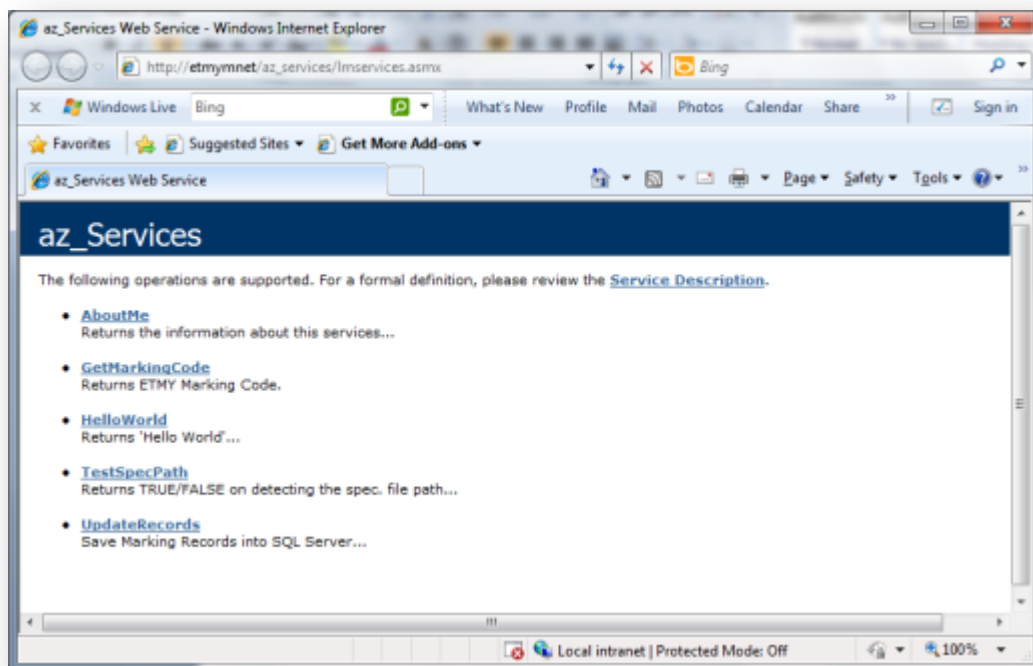 az_Services Web Service - Windows Internet Explorer
http://etmymnet/az_services/lmservices.asmx
Bing
Windows Live Bing What's New Profile Mail Photos Calendar Share » Sign in
Favorites Suggested Sites Get More Add-ons
az_Services Web Service Page Safety Tools »
az_Services
The following operations are supported. For a formal definition, please review the Service Description.
• AboutMe
Returns the information about this services...
• GetMarkingCode
Returns ETMY Marking Code.
• HelloWorld
Returns 'Hello World'...
• TestSpecPath
Returns TRUE/FALSE on detecting the spec. file path...
• UpdateRecords
Save Marking Records into SQL Server...
Local intranet | Protected Mode: Off 100%